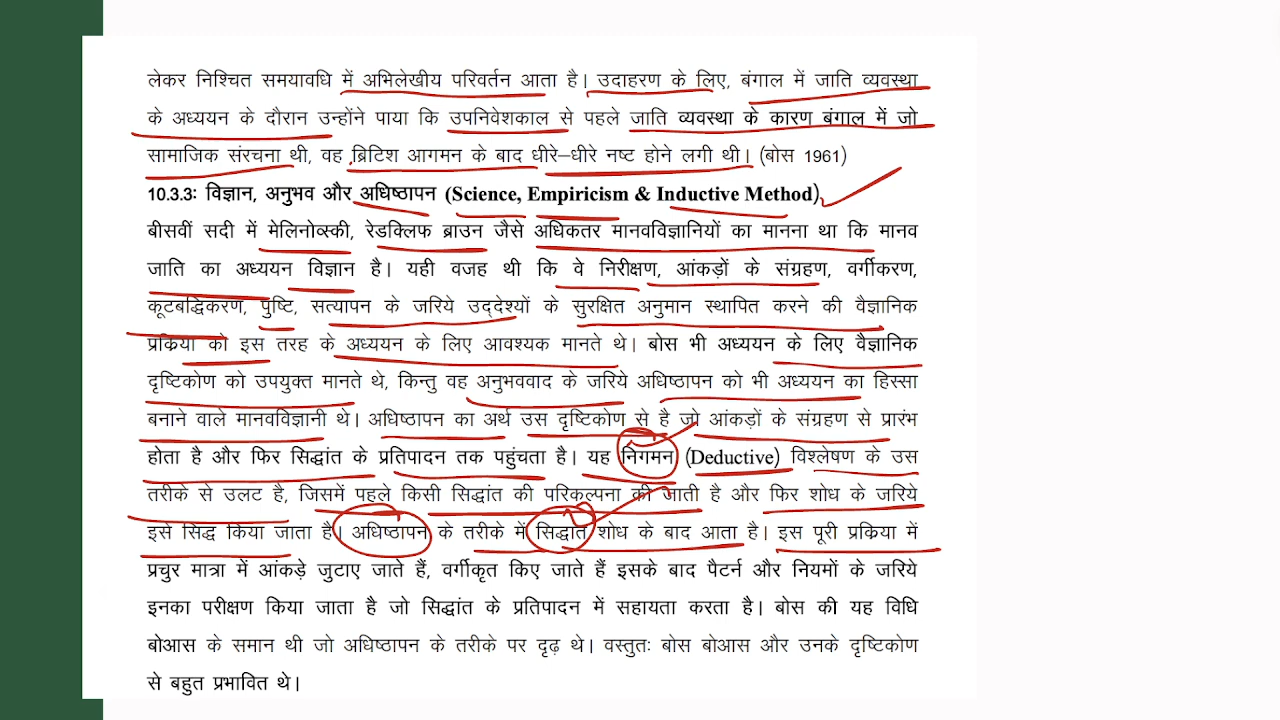 लेकर निश्चित समयावधि में अभिलेखीय परिवर्तन आता है। उदाहरण के लिए, बंगाल में जाति व्यवस्था
के अध्ययन के दौरान उन्होंने पाया कि उपनिवेशकाल से पहले जाति व्यवस्था के कारण बंगाल में जो
सामाजिक संरचना थी, वह ब्रिटिश आगमन के बाद धीरे–धीरे नष्ट होने लगी थी। (बोस 1961)
10.3.3: विज्ञान, अनुभव और अधिष्ठापन (Science, Empiricism & Inductive Method)
बीसवीं सदी में मेलिनोव्स्की, रेडक्लिफ ब्राउन जैसे अधिकतर मानवविज्ञानियों का मानना था कि मानव
जाति का अध्ययन विज्ञान है। यही वजह थी कि वे निरीक्षण, आंकड़ों के संग्रहण, वर्गीकरण,
कूटबद्धिकरण, पुष्टि, सत्यापन के जरिये उद्देश्यों के सुरक्षित अनुमान स्थापित करने की वैज्ञानिक
प्रक्रिया को इस तरह के अध्ययन के लिए आवश्यक मानते थे। बोस भी अध्ययन के लिए वैज्ञानिक
दृष्टिकोण को उपयुक्त मानते थे, किन्तु वह अनुभववाद के जरिये अधिष्ठापन को भी अध्ययन का हिस्सा
बनाने वाले मानवविज्ञानी थे। अधिष्ठापन का अर्थ उस दृष्टिकोण से है जो आंकड़ों के संग्रहण से प्रारंभ
होता है और फिर सिद्धांत के प्रतिपादन तक पहुंचता है। यह निगमन (Deductive) विश्लेषण के उस
तरीके से उलट है, जिसमें पहले किसी सिद्धांत की परिकल्पना की जाती है और फिर शोध के जरिये
इसे सिद्ध किया जाता है। अधिष्ठापन के तरीके में सिद्धांत शोध के बाद आता है। इस पूरी प्रक्रिया में
प्रचुर मात्रा में आंकड़े जुटाए जाते हैं, वर्गीकृत किए जाते हैं इसके बाद पैटर्न और नियमों के जरिये
इनका परीक्षण किया जाता है जो सिद्धांत के प्रतिपादन में सहायता करता है। बोस की यह विधि
बोआस के समान थी जो अधिष्ठापन के तरीके पर दृढ़ थे। वस्तुतः बोस बोआस और उनके दृष्टिकोण
से बहुत प्रभावित थे।